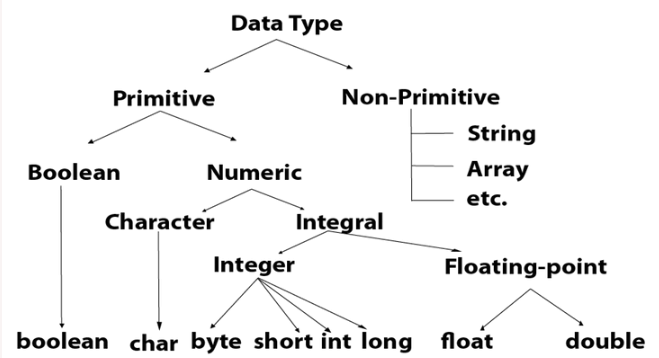 Data Type
Primitive
Non-Primitive
String
Array
etc.
Boolean
Numeric
Character
Integral
Integer
Floating-point
boolean char byte short int long float double